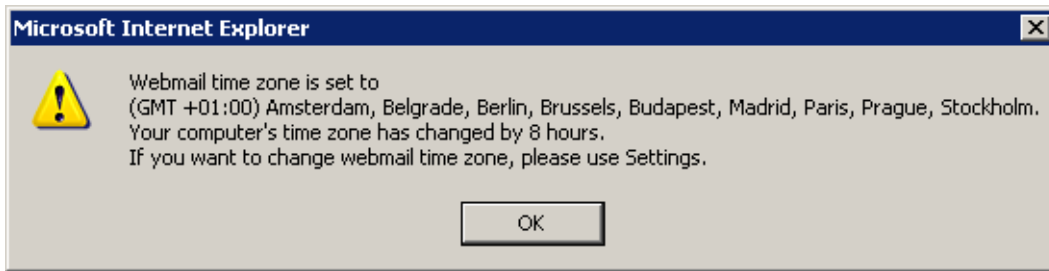 Microsoft Internet Explorer
Webmail time zone is set to
(GMT +01:00) Amsterdam, Belgrade, Berlin, Brussels, Budapest, Madrid, Paris, Prague, Stockholm.
Your computer's time zone has changed by 8 hours.
If you want to change webmail time zone, please use Settings.
OK